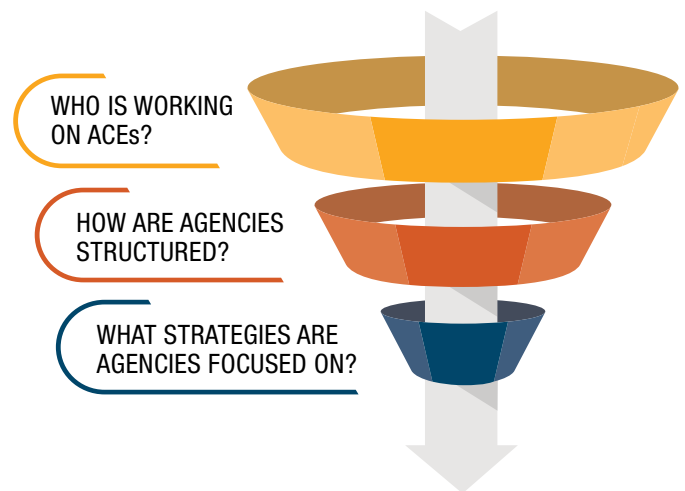 WHO IS WORKING
ON ACEs?
HOW ARE AGENCIES
STRUCTURED?
WHAT STRATEGIES ARE
AGENCIES FOCUSED ON?